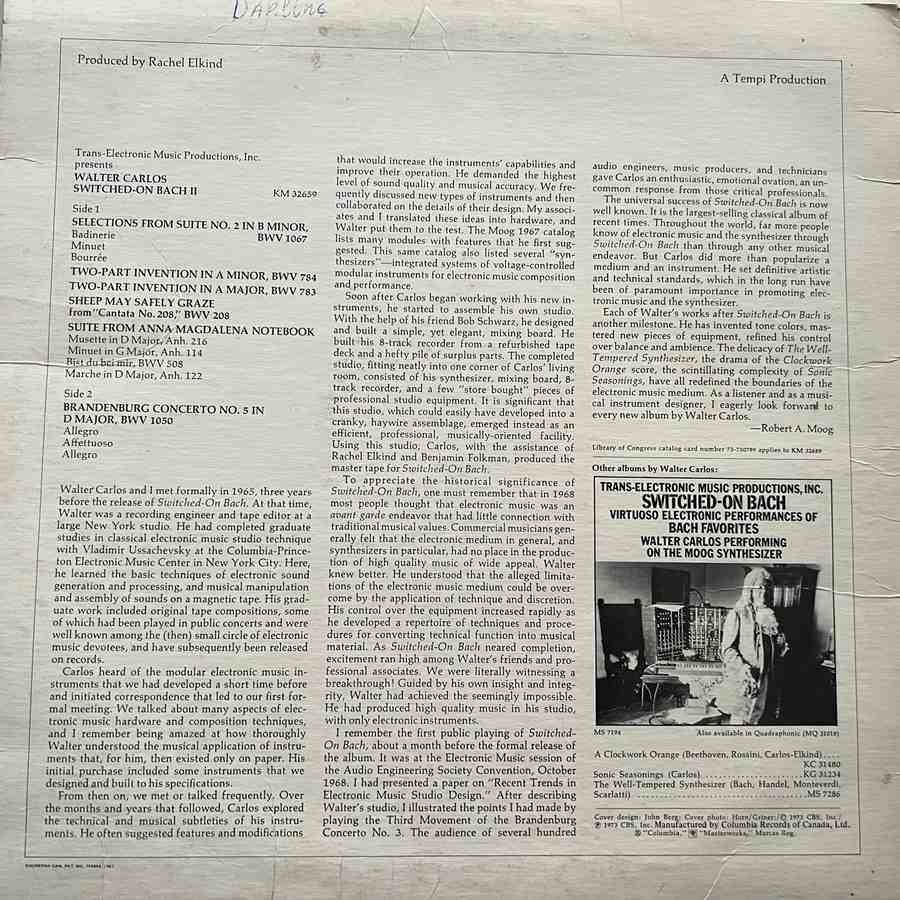 Darling
Produced by Rachel Elkind
A Tempi Production
Trans-Electronic Music Productions, Inc.
presents
WALTER CARLOS
SWITCHED-ON BACH II KM 32659
Side 1
SELECTIONS FROM SUITE NO. 2 IN B MINOR,
Badinerie BWV 1067
Minuet
Bourrée
TWO-PART INVENTION IN A MINOR, BWV 784
TWO-PART INVENTION IN A MAJOR, BWV 783
SHEEP MAY SAFELY GRAZE
from "Cantata No. 208," BWV 208
SUITE FROM ANNA MAGDALENA NOTEBOOK
Musette in D Major, Anh. 216
Minuet in G Major, Anh. 114
Bist du bei mir, BWV 508
Marche in D Major, Anh. 122
Side 2
BRANDENBURG CONCERTO NO. 5 IN
D MAJOR, BWV 1050
Allegro
Affettuoso
Allegro
Walter Carlos and I met formally in 1965, three years
before the release of Switched-On Bach. At that time,
Walter was a recording engineer and tape editor at a
large New York studio. He had completed graduate
studies in classical electronic music studio technique
with Vladimir Ussachevsky at the Columbia-Prince-
ton Electronic Music Center in New York City. Here,
he learned the basic techniques of electronic sound
generation and processing, and musical manipulation
and assembly of sounds on a magnetic tape. His grad-
uate work included original tape compositions, some
of which had been played in public concerts and were
well known among the (then) small circle of electronic
music devotees, and have subsequently been released
on records.
Carlos heard of the modular electronic music in-
struments that we had developed a short time before
and initiated correspondence that led to our first for-
mal meeting. We talked about many aspects of elec-
tronic music hardware and composition techniques,
and I remember being amazed at how thoroughly
Walter understood the musical application of instru-
ments that, for him, then existed only on paper. His
initial purchase included some instruments that we
designed and built to his specifications.
From then on, we met or talked frequently. Over
the months and years that followed, Carlos explored
the technical and musical subtleties of his instru-
ments. He often suggested features and modifications
that would increase the instruments' capabilities and
improve their operation. He demanded the highest
level of sound quality and musical accuracy. We fre-
quently discussed new types of instruments and then
collaborated on the details of their design. My associ-
ates and I translated these ideas into hardware, and
Walter put them to the test. The Moog 1967 catalog
lists many modules with features that he first sug-
gested. This same catalog also listed several "syn-
thesizers"—integrated systems of voltage-controlled
modular instruments for electronic music composition
and performance.
Soon after Carlos began working with his new in-
struments, he started to assemble his own studio.
With the help of his friend Bob Schwarz, he designed
and built a simple, yet elegant, mixing board. He
built his 8-track recorder from a refurbished tape
deck and a hefty pile of surplus parts. The completed
studio, fitting neatly into one corner of Carlos' living
room, consisted of his synthesizer, mixing board, 8-
track recorder, and a few "store bought" pieces of
professional studio equipment. It is significant that
this studio, which could easily have developed into a
cranky, haywire assemblage, emerged instead as an
efficient, professional, musically-oriented facility.
Using this studio, Carlos, with the assistance of
Rachel Elkind and Benjamin Folkman, produced the
master tape for Switched-On Bach.
To appreciate the historical significance of
Switched-On Bach, one must remember that in 1968
most people thought that electronic music was an
avant garde endeavor that had little connection with
traditional musical values. Commercial musicians gen-
erally felt that the electronic medium in general, and
synthesizers in particular, had no place in the produc-
tion of high quality music of wide appeal. Walter
knew better. He understood that the alleged limita-
tions of the electronic music medium could be over-
come by the application of technique and discretion.
His control over the equipment increased rapidly as
he developed a repertoire of techniques and proce-
dures for converting technical function into musical
material. As Switched-On Bach neared completion,
excitement ran high among Walter's friends and pro-
fessional associates. We were literally witnessing a
breakthrough! Guided by his own insight and integ-
rity, Walter had achieved the seemingly impossible.
He had produced high quality music in his studio,
with only electronic instruments.
I remember the first public playing of Switched-
On Bach, about a month before the formal release of
the album. It was at the Electronic Music session of
the Audio Engineering Society Convention, October
1968. I had presented a paper on "Recent Trends in
Electronic Music Studio Design." After describing
Walter's studio, I illustrated the points I had made by
playing the Third Movement of the Brandenburg
Concerto No. 3. The audience of several hundred
audio engineers, music producers, and technicians
gave Carlos an enthusiastic, emotional ovation, an un-
common response from those critical professionals.
The universal success of Switched-On Bach is now
well known. It is the largest-selling classical album of
recent times. Throughout the world, far more people
know of electronic music and the synthesizer through
Switched-On Bach than through any other musical
endeavor. But Carlos did more than popularize a
medium and an instrument. He set definitive artistic
and technical standards, which in the long run have
been of paramount importance in promoting elec-
tronic music and the synthesizer.
Each of Walter's works after Switched-On Bach is
another milestone. He has invented tone colors, mas-
tered new pieces of equipment, refined his control
over balance and ambience. The delicacy of The Well-
Tempered Synthesizer, the drama of the Clockwork
Orange score, the scintillating complexity of Sonic
Seasonings, have all redefined the boundaries of the
electronic music medium. As a listener and as a musi-
cal instrument designer, I eagerly look forward to
every new album by Walter Carlos.
—Robert A. Moog
Library of Congress catalog card number 73-750799 applies to KM 32659
Other albums by Walter Carlos:
TRANS-ELECTRONIC MUSIC PRODUCTIONS, INC.
SWITCHED-ON BACH
VIRTUOSO ELECTRONIC PERFORMANCES OF
BACH FAVORITES
WALTER CARLOS PERFORMING
ON THE MOOG SYNTHESIZER
MS 7194 Also available in Quadraphonic (MQ 31018)
A Clockwork Orange (Beethoven, Rossini, Carlos-Elkind)....
KC 31480
Sonic Seasonings (Carlos)........................KG 31234
The Well-Tempered Synthesizer (Bach, Handel, Monteverdi,
Scarlatti)........................................MS 7286
Cover design: John Berg; Cover photo: Horn/Griner; © 1973 CBS, Inc./
℗ 1973 CBS, Inc. Manufactured by Columbia Records of Canada, Ltd.
"Columbia," "Masterworks," Marcas Reg.